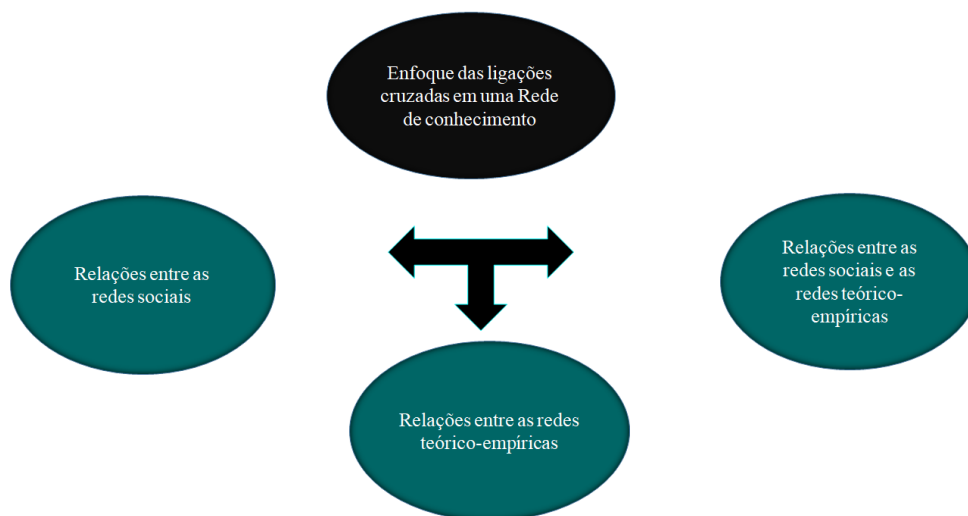 Enfoque das ligações
cruzadas em uma Rede
de conhecimento
Relações entre as
redes sociais
Relações entre as
redes sociais e as
redes teórico-
empíricas
Relações entre as redes
teórico-empíricas